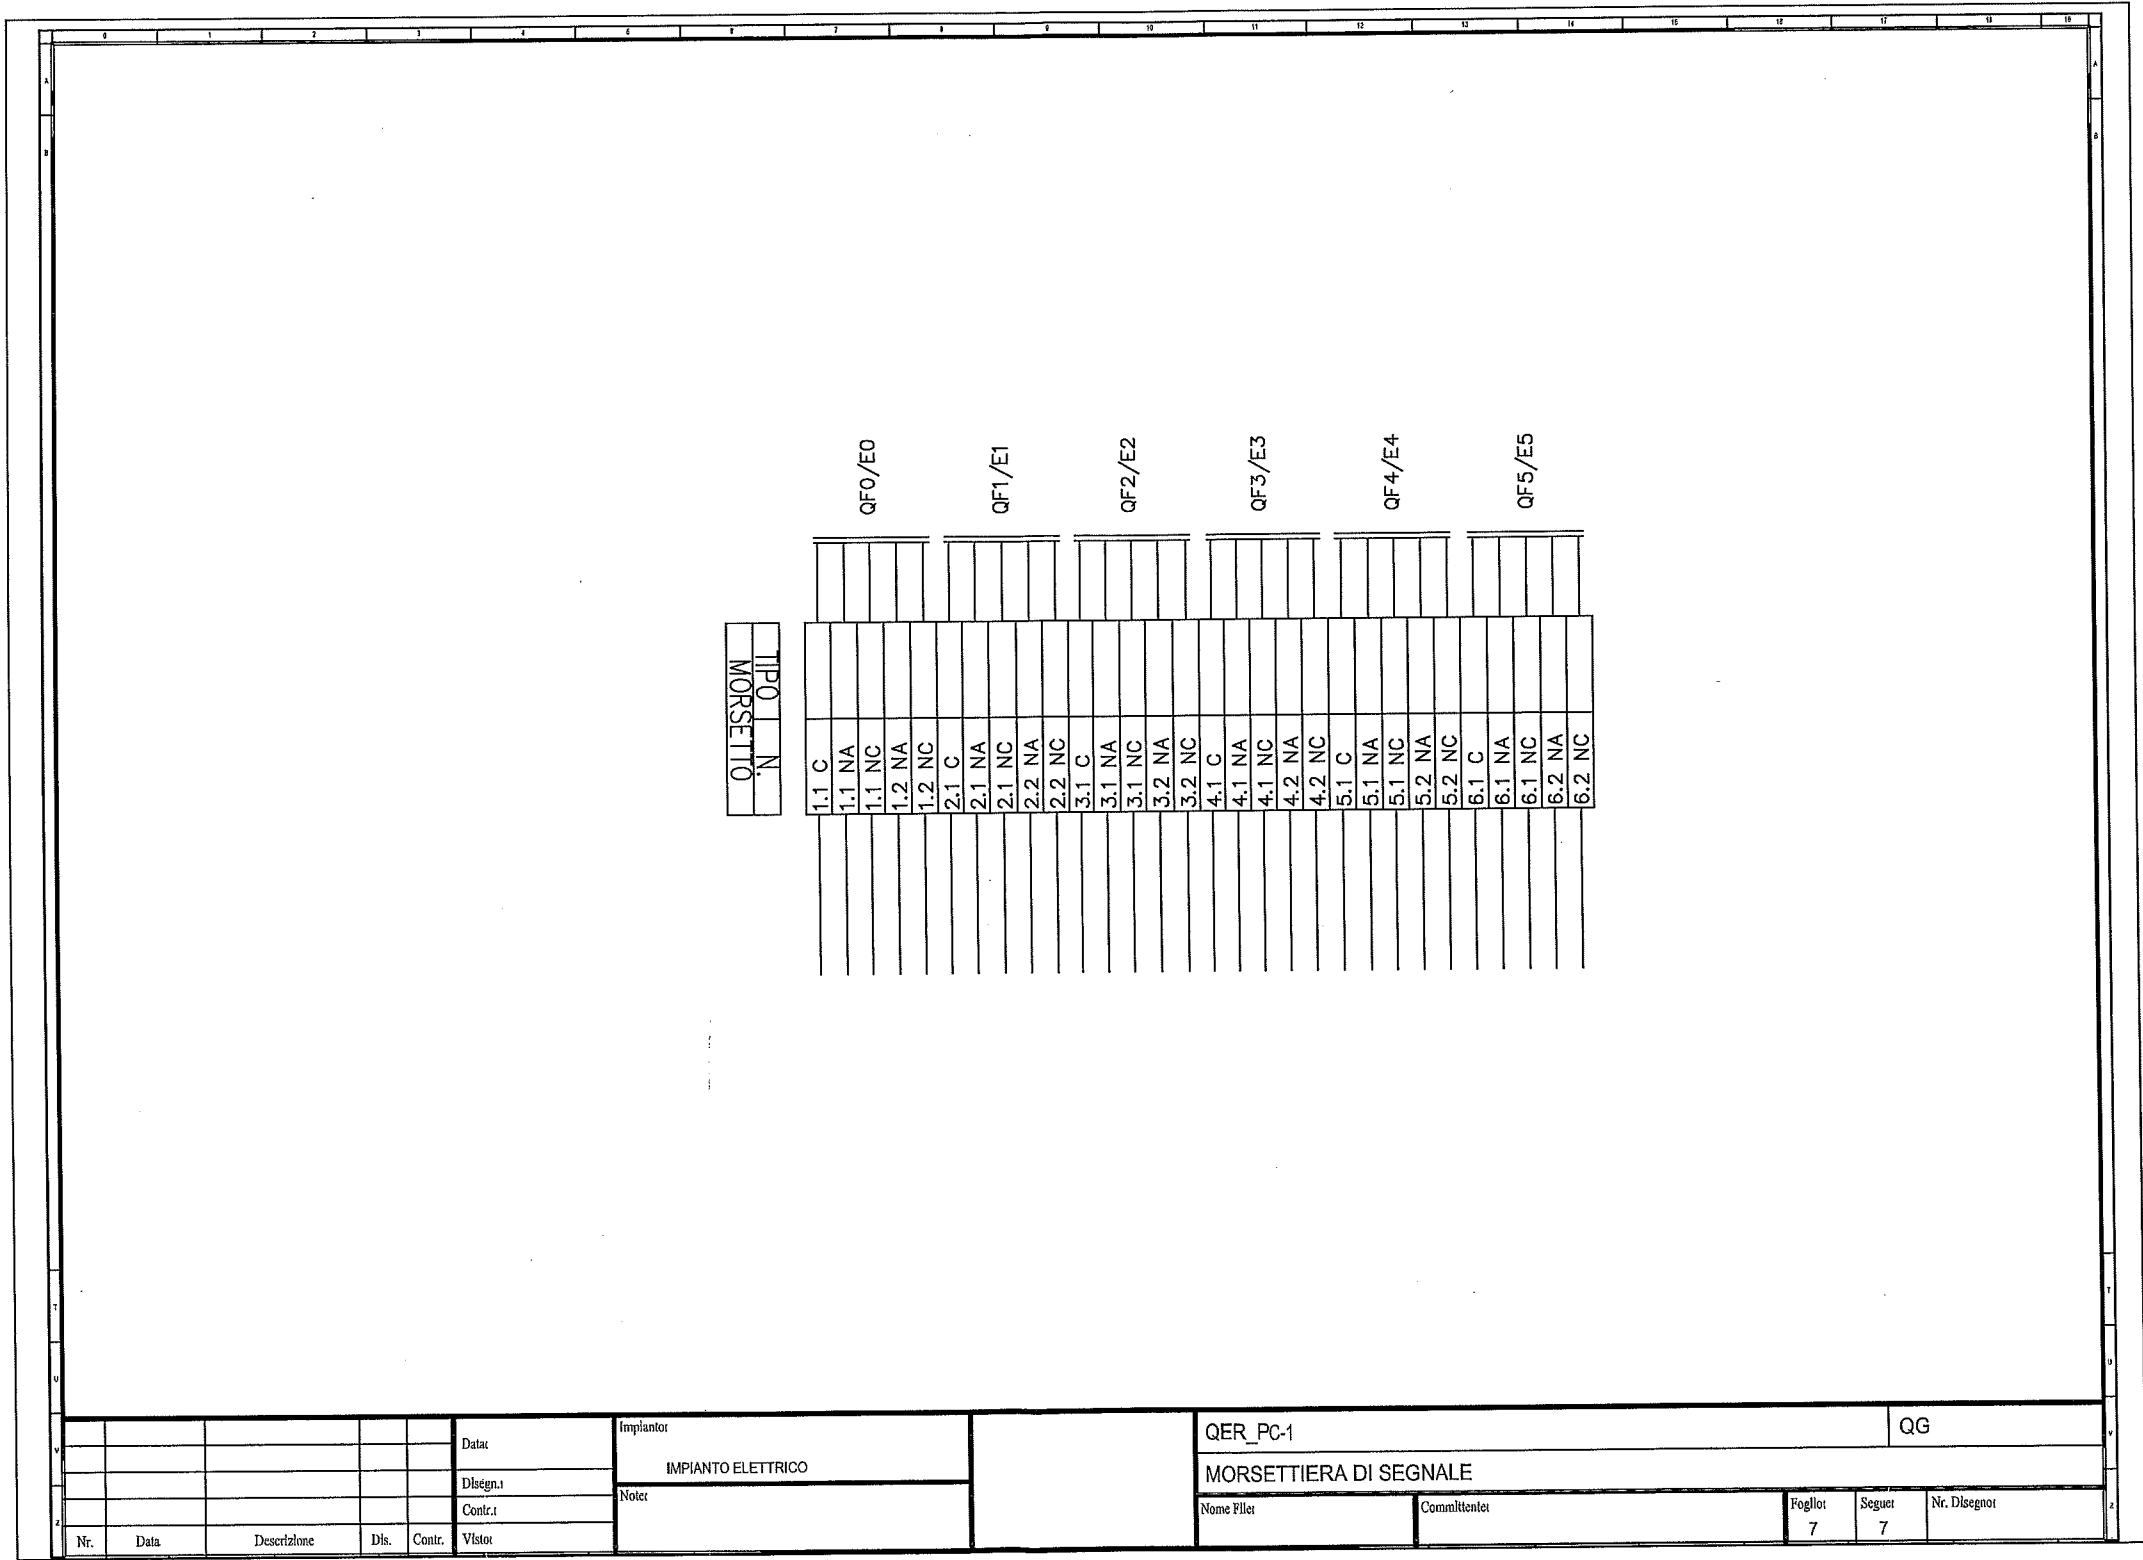 QF0/E0
QF1/E1
QF2/E2
QF3/E3
QF4/E4
QF5/E5
TIPO N.
MORSETTO
1.1 C
1.1 NA
1.1 NC
1.2 NA
1.2 NC
2.1 C
2.1 NA
2.1 NC
2.2 NA
2.2 NC
3.1 C
3.1 NA
3.1 NC
3.2 NA
3.2 NC
4.1 C
4.1 NA
4.1 NC
4.2 NA
4.2 NC
5.1 C
5.1 NA
5.1 NC
5.2 NA
5.2 NC
6.1 C
6.1 NA
6.1 NC
6.2 NA
6.2 NC
Nr. Data Descrizione Dis. Contr.
Data:
Disegn.:
Contr.:
Visto:
Impianto:
IMPIANTO ELETTRICO
Note:
QER_PC-1 QG
MORSETTIERA DI SEGNALE
Nome File: Committente: Foglio: Segue: Nr. Disegno:
7 7